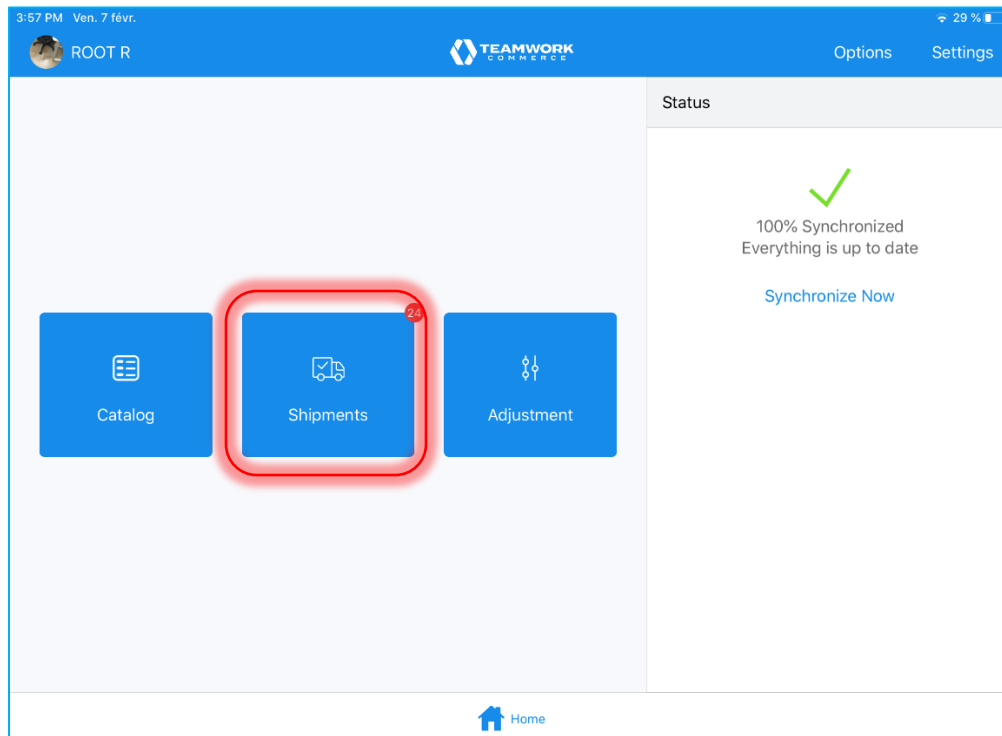 3:57 PM Ven. 7 févr.
29 %
ROOT R
TEAMWORK
COMMERCE
Options
Settings
Status
100% Synchronized
Everything is up to date
Synchronize Now
24
Catalog
Shipments
Adjustment
Home